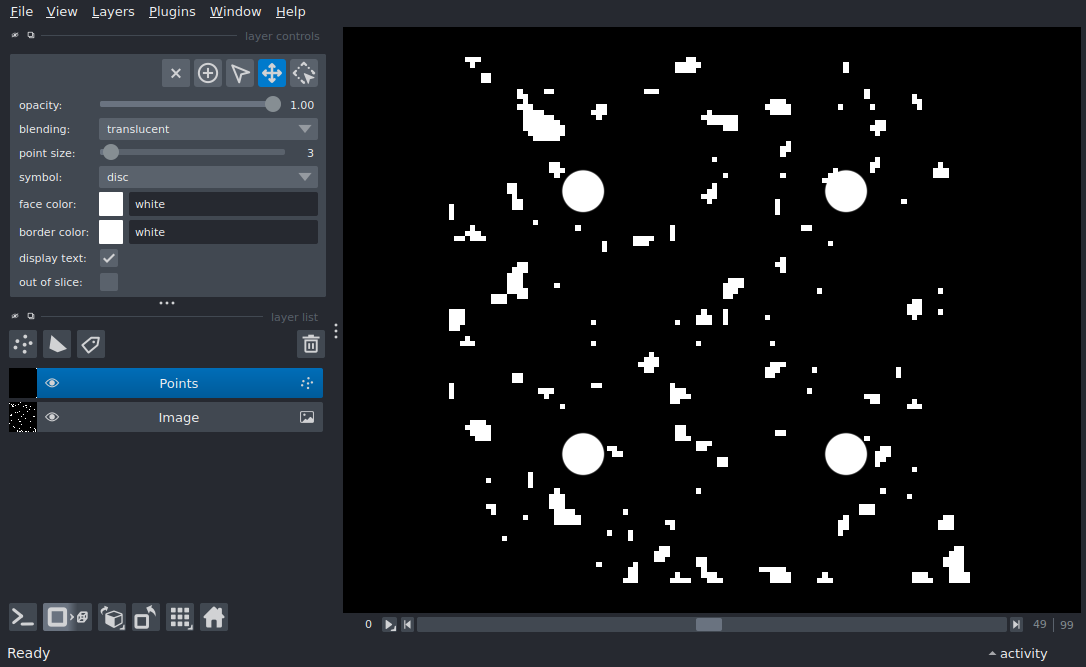 File View Layers Plugins Window Help
layer controls
opacity: 1.00
blending: translucent
point size: 3
symbol: disc
face color: white
border color: white
display text:
out of slice:
layer list
Points
Image
0 49 | 99
Ready activity